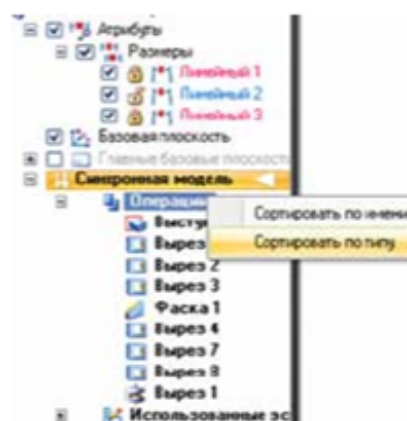 Атрибуты
Размеры
Линейный 1
Линейный 2
Линейный 3
Базовая плоскость
Главные базовые плоскост
Синхронная модель
Операции
Сортировать по имени
Высту
Сортировать по типу
Вырез
Вырез 2
Вырез 3
Фаска 1
Вырез 4
Вырез 7
Вырез 8
Вырез 1
Использованные эс